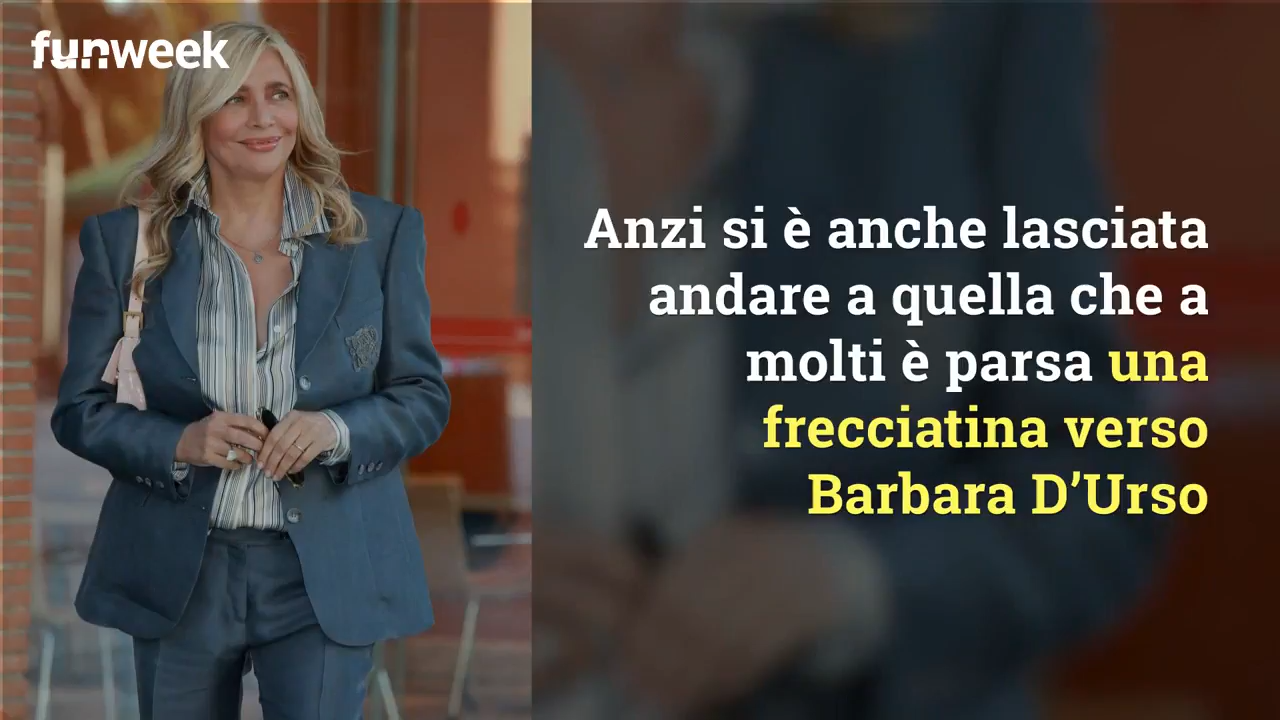 funweek
Anzi si è anche lasciata
andare a quella che a
molti è parsa una
frecciatina verso
Barbara D’Urso